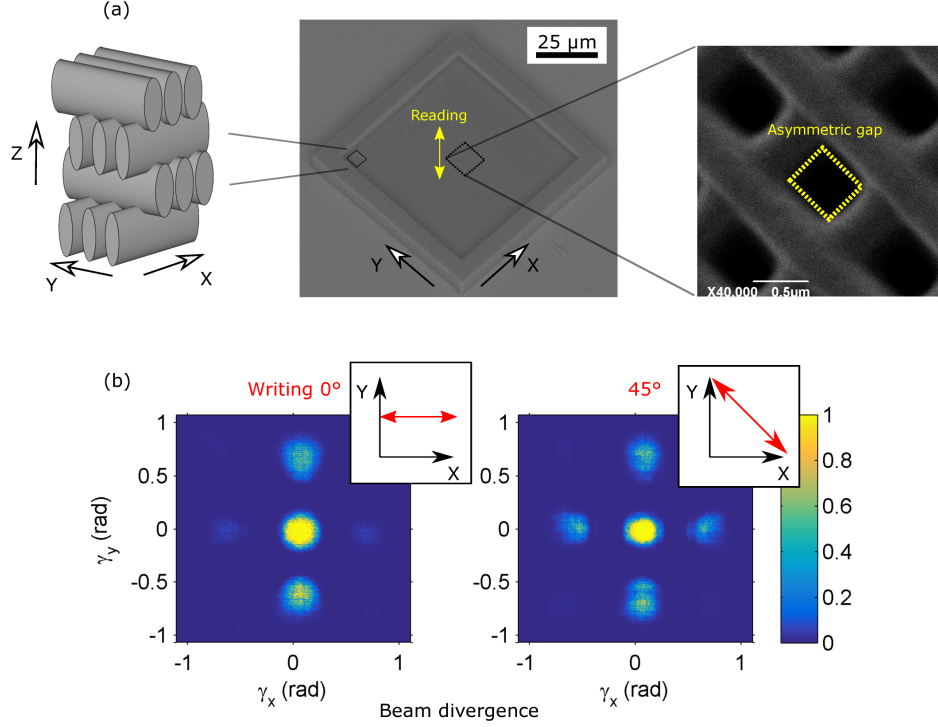 (a)
25 µm
Reading
Asymmetric gap
Z
Y
X
Y
X
X40,000 0.5µm
(b)
Writing 0°
Y
X
45°
Y
X
1
0.5
0
-0.5
-1
γy (rad)
-1 0 1
γx (rad)
1
0.5
0
-0.5
-1
-1 0 1
γx (rad)
1
0.8
0.6
0.4
0.2
0
Beam divergence